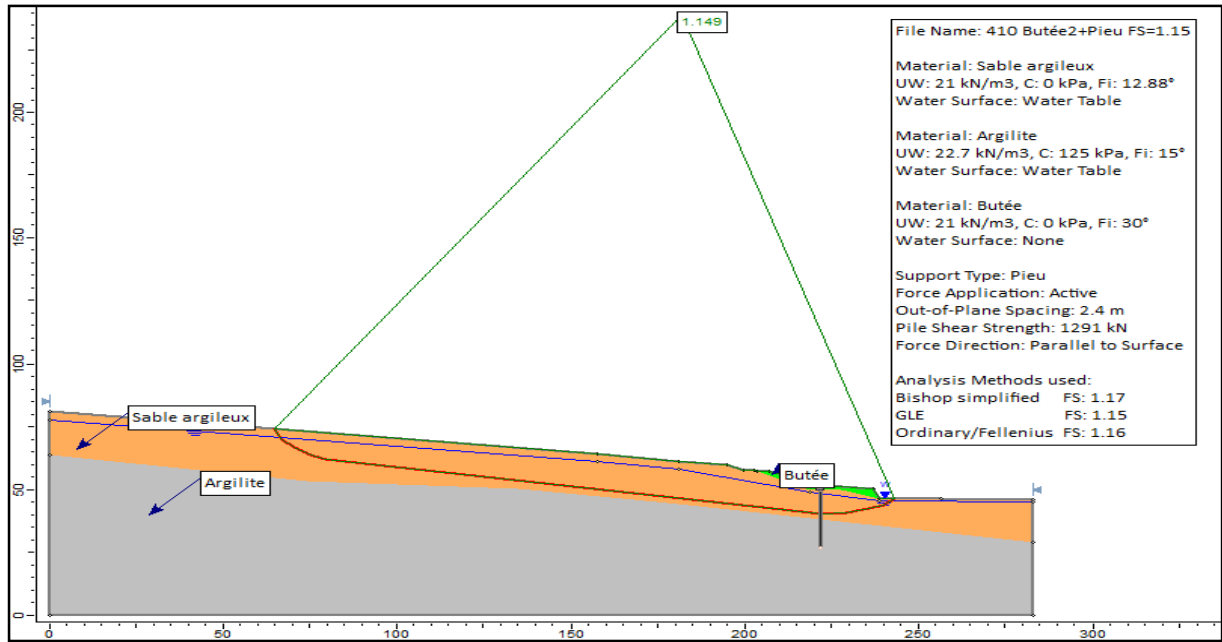 1.149
File Name: 410 Butée2+Pieu FS=1.15
Material: Sable argileux
UW: 21 kN/m3, C: 0 kPa, Fi: 12.88°
Water Surface: Water Table
Material: Argilite
UW: 22.7 kN/m3, C: 125 kPa, Fi: 15°
Water Surface: Water Table
Material: Butée
UW: 21 kN/m3, C: 0 kPa, Fi: 30°
Water Surface: None
Support Type: Pieu
Force Application: Active
Out-of-Plane Spacing: 2.4 m
Pile Shear Strength: 1291 kN
Force Direction: Parallel to Surface
Analysis Methods used:
Bishop simplified FS: 1.17
GLE FS: 1.15
Ordinary/Fellenius FS: 1.16
200
150
100
50
0
Sable argileux
Argilite
Butée
0 50 100 150 200 250 300